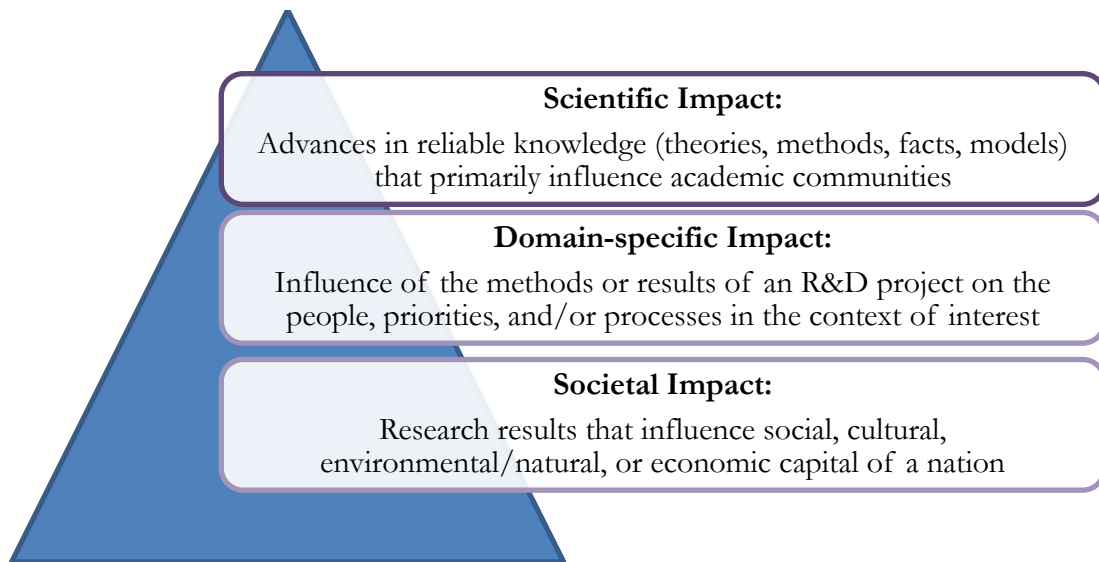 Scientific Impact:
Advances in reliable knowledge (theories, methods, facts, models)
that primarily influence academic communities
Domain-specific Impact:
Influence of the methods or results of an R&D project on the
people, priorities, and/or processes in the context of interest
Societal Impact:
Research results that influence social, cultural,
environmental/natural, or economic capital of a nation